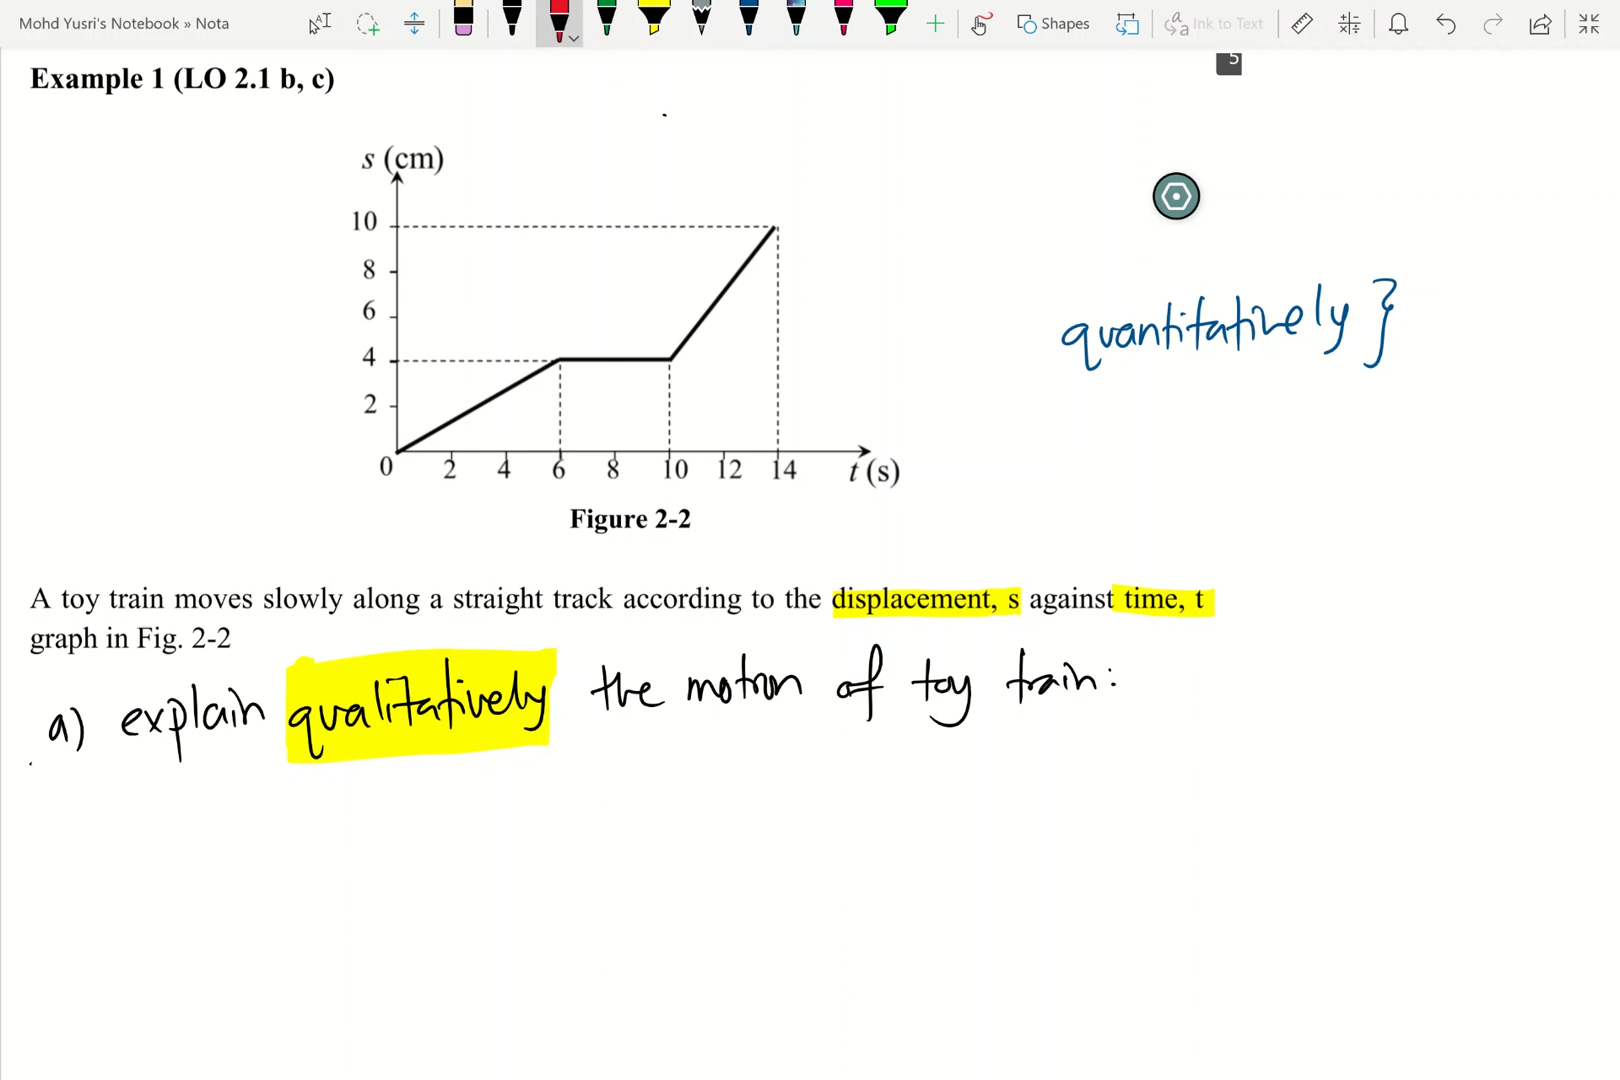 Mohd Yusri's Notebook » Nota
Shapes
Ink to Text
5
Example 1 (LO 2.1 b, c)
s (cm)
10
8
6
4
2
0
2 4 6 8 10 12 14 t (s)
Figure 2-2
quantitatively }
A toy train moves slowly along a straight track according to the displacement, s against time, t
graph in Fig. 2-2
a) explain qualitatively the motion of toy train: